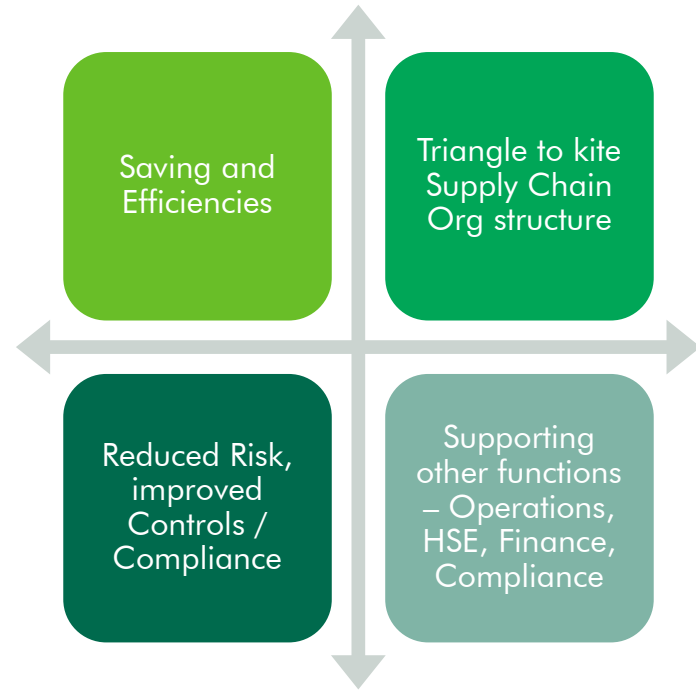 Saving and
Efficiencies
Triangle to kite
Supply Chain
Org structure
Reduced Risk,
improved
Controls /
Compliance
Supporting
other functions
– Operations,
HSE, Finance,
Compliance